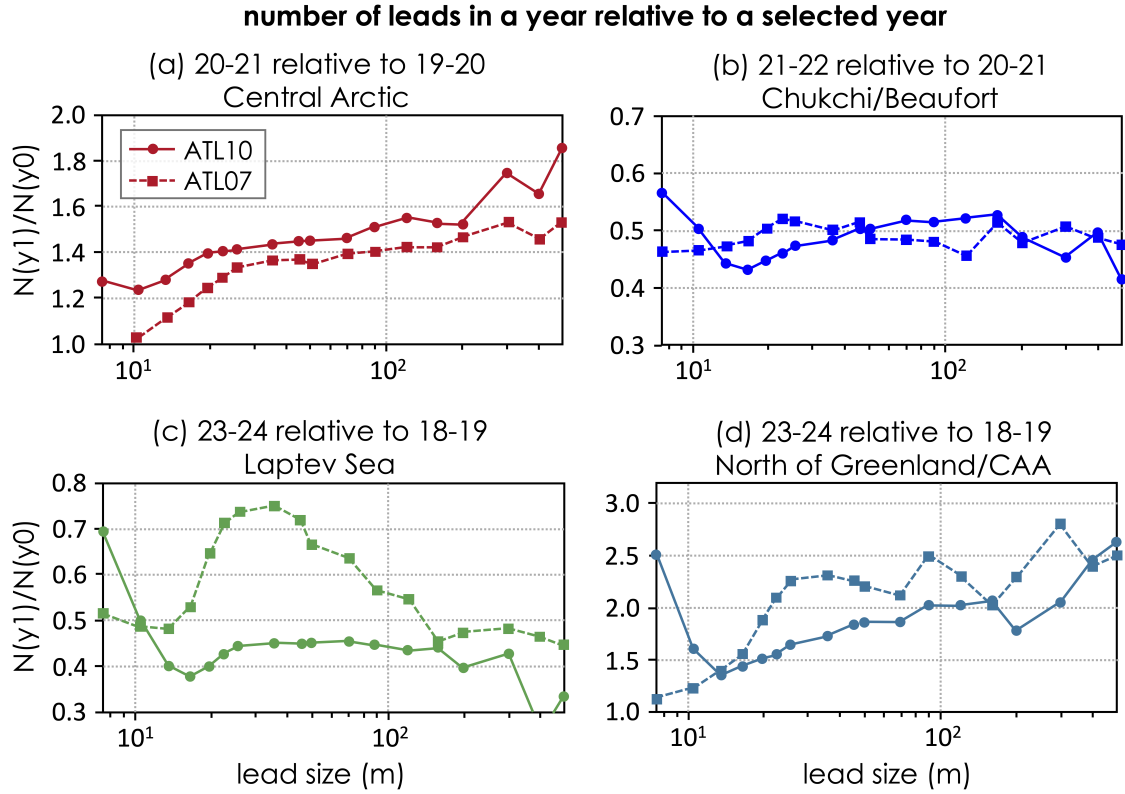 number of leads in a year relative to a selected year
(a) 20-21 relative to 19-20
Central Arctic
N(y1)/N(y0)
2.0
1.8
1.6
1.4
1.2
1.0
ATL10
ATL07
10¹
10²
(b) 21-22 relative to 20-21
Chukchi/Beaufort
0.7
0.6
0.5
0.4
0.3
10¹
10²
(c) 23-24 relative to 18-19
Laptev Sea
N(y1)/N(y0)
0.8
0.7
0.6
0.5
0.4
0.3
10¹
10²
lead size (m)
(d) 23-24 relative to 18-19
North of Greenland/CAA
3.0
2.5
2.0
1.5
1.0
10¹
10²
lead size (m)